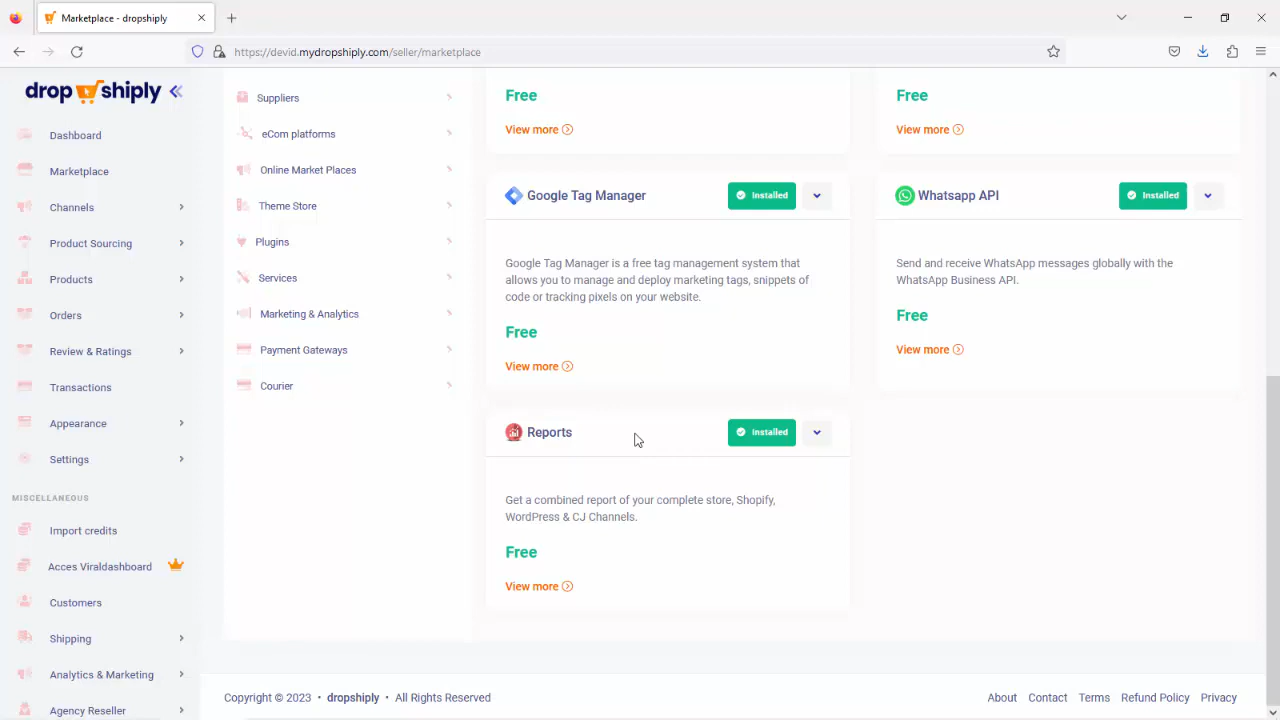 Marketplace - dropshiply
https://devid.mydropshiply.com/seller/marketplace
dropshiply
Dashboard
Marketplace
Channels
Product Sourcing
Products
Orders
Review & Ratings
Transactions
Appearance
Settings
MISCELLANEOUS
Import credits
Acces Viraldashboard
Customers
Shipping
Analytics & Marketing
Agency Reseller
Suppliers
eCom platforms
Online Market Places
Theme Store
Plugins
Services
Marketing & Analytics
Payment Gateways
Courier
Free
View more
Free
View more
Google Tag Manager
Installed
Google Tag Manager is a free tag management system that
allows you to manage and deploy marketing tags, snippets of
code or tracking pixels on your website.
Free
View more
Whatsapp API
Installed
Send and receive WhatsApp messages globally with the
WhatsApp Business API.
Free
View more
Reports
Installed
Get a combined report of your complete store, Shopify,
WordPress & CJ Channels.
Free
View more
Copyright © 2023 • dropshiply • All Rights Reserved
About Contact Terms Refund Policy Privacy